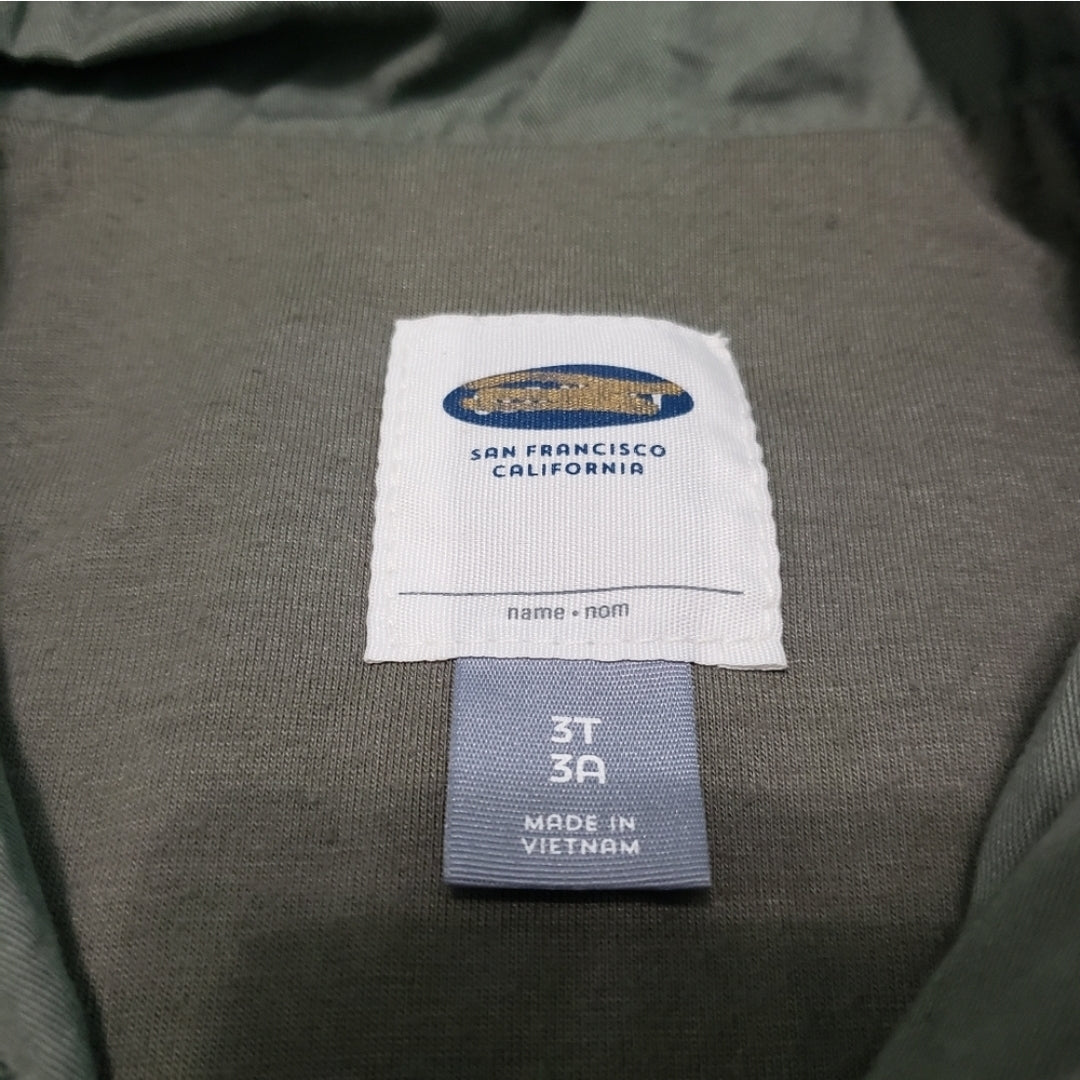 SAN FRANCISCO
CALIFORNIA
name • nom
3T
3A
MADE IN
VIETNAM